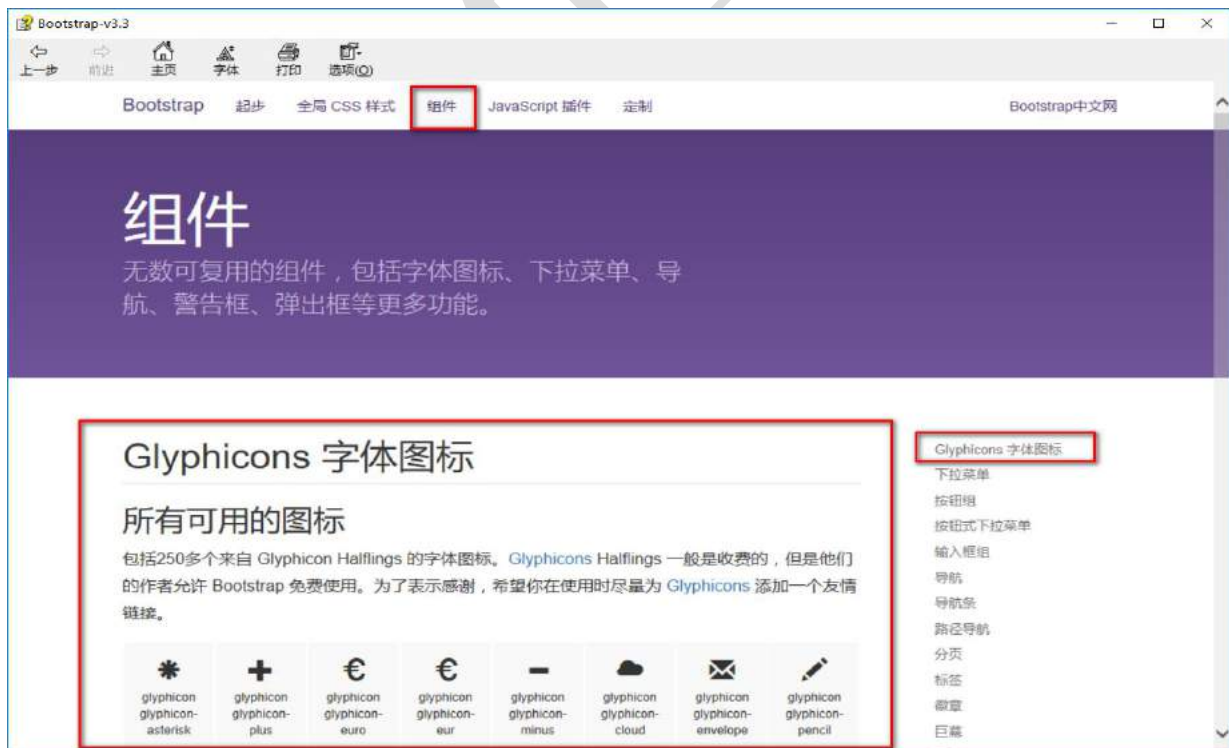 Bootstrap-v3.3
上一步 前进 主页 字体 打印 选项(O)
Bootstrap 起步 全局 CSS 样式 组件 JavaScript 插件 定制 Bootstrap中文网
组件
无数可复用的组件，包括字体图标、下拉菜单、导
航、警告框、弹出框等更多功能。
Glyphicons 字体图标
所有可用的图标
包括250多个来自 Glyphicon Halflings 的字体图标。Glyphicons Halflings 一般是收费的，但是他们
的作者允许 Bootstrap 免费使用。为了表示感谢，希望你在使用时尽量为 Glyphicons 添加一个友情
链接。
glyphicon glyphicon glyphicon glyphicon glyphicon glyphicon glyphicon glyphicon
glyphicon- glyphicon- glyphicon- glyphicon- glyphicon- glyphicon- glyphicon- glyphicon-
asterisk plus euro eur minus cloud envelope pencil
Glyphicons 字体图标
下拉菜单
按钮组
按钮式下拉菜单
输入框组
导航
导航条
路径导航
分页
标签
徽章
巨幕